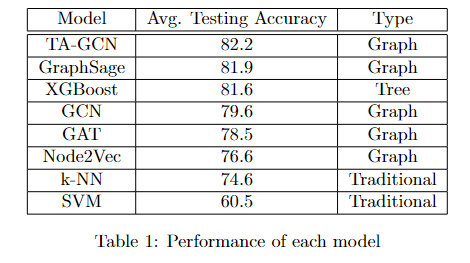 Model Avg. Testing Accuracy Type
TA-GCN 82.2 Graph
GraphSage 81.9 Graph
XGBoost 81.6 Tree
GCN 79.6 Graph
GAT 78.5 Graph
Node2Vec 76.6 Graph
k-NN 74.6 Traditional
SVM 60.5 Traditional
Table 1: Performance of each model